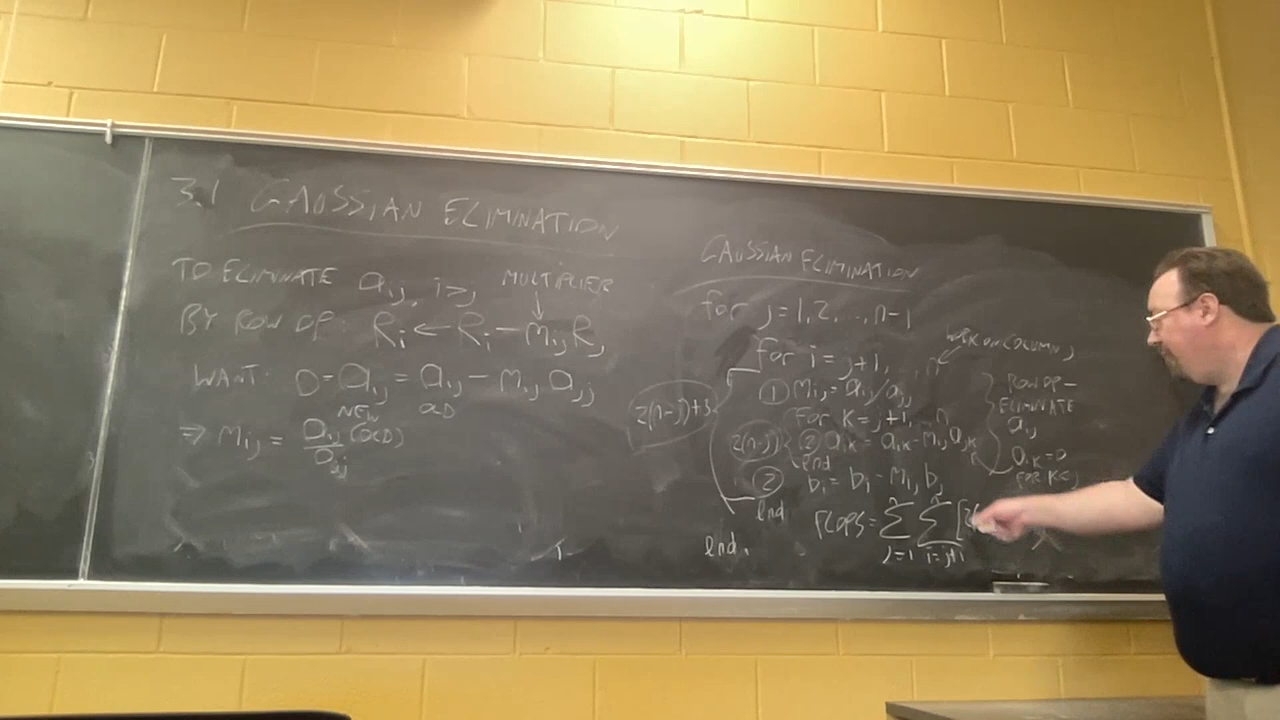 3.1 GAUSSIAN ELIMINATION
TO ELIMINATE a_ij, i>j MULTIPLIER
BY ROW OP: R_i ← R_i - m_ij R_j
WANT: 0 = a_ij = a_ij - m_ij a_jj
NEW OLD
⇒ m_ij = a_ij (OLD) / a_jj
GAUSSIAN ELIMINATION
for j = 1, 2, ..., n-1
for i = j+1, ..., n WORK ON COLUMN j
① m_ij = a_ij / a_jj
for k = j+1, ..., n
2(n-j) ② a_ik = a_ik - m_ij a_jk
end
② b_i = b_i - m_ij b_j
end
end.
2(n-j)+3
ROW OP-
ELIMINATE
a_ij
a_ik = 0
FOR k<j
FLOPS = Σ_{j=1}^{n} Σ_{i=j+1}^{n} [2(